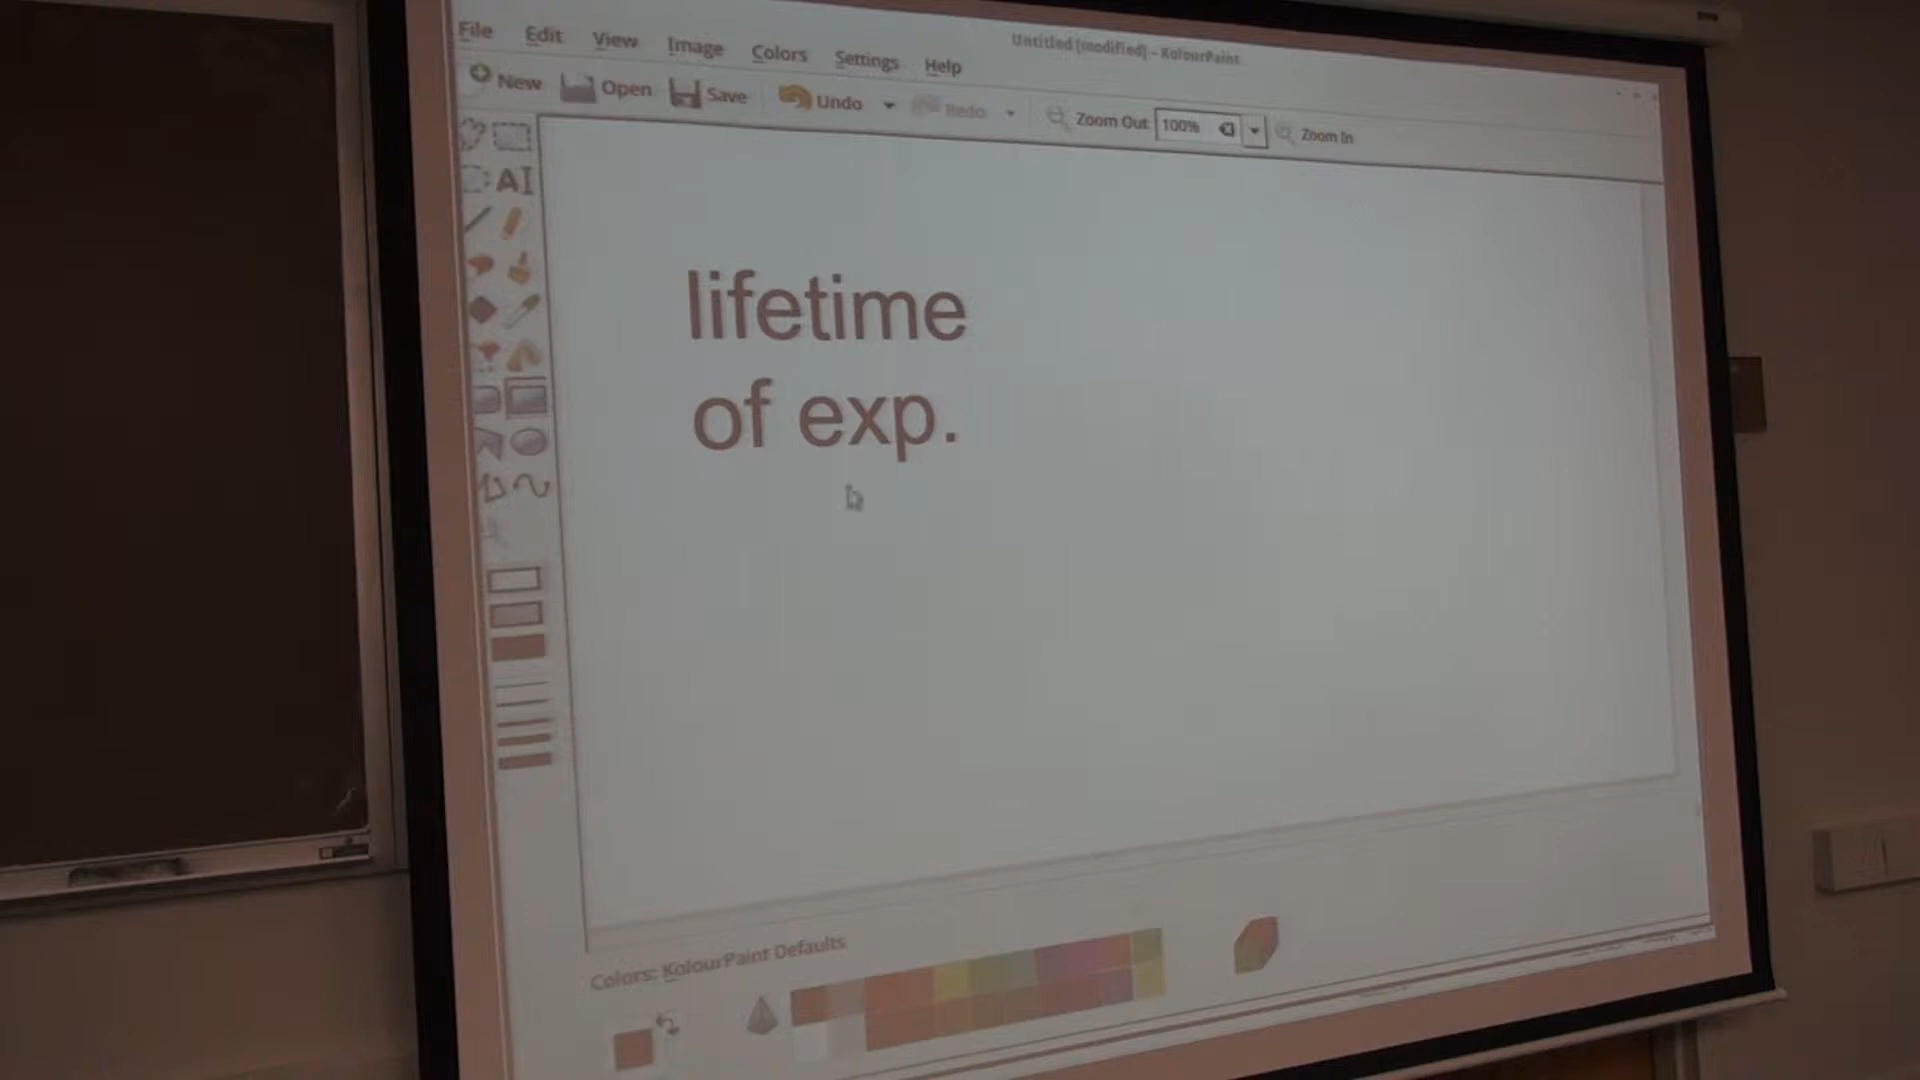 Untitled [modified] - KolourPaint
File Edit View Image Colors Settings Help
New Open Save Undo Redo Zoom Out 100% Zoom In
AI
lifetime
of exp.
Colors: KolourPaint Defaults